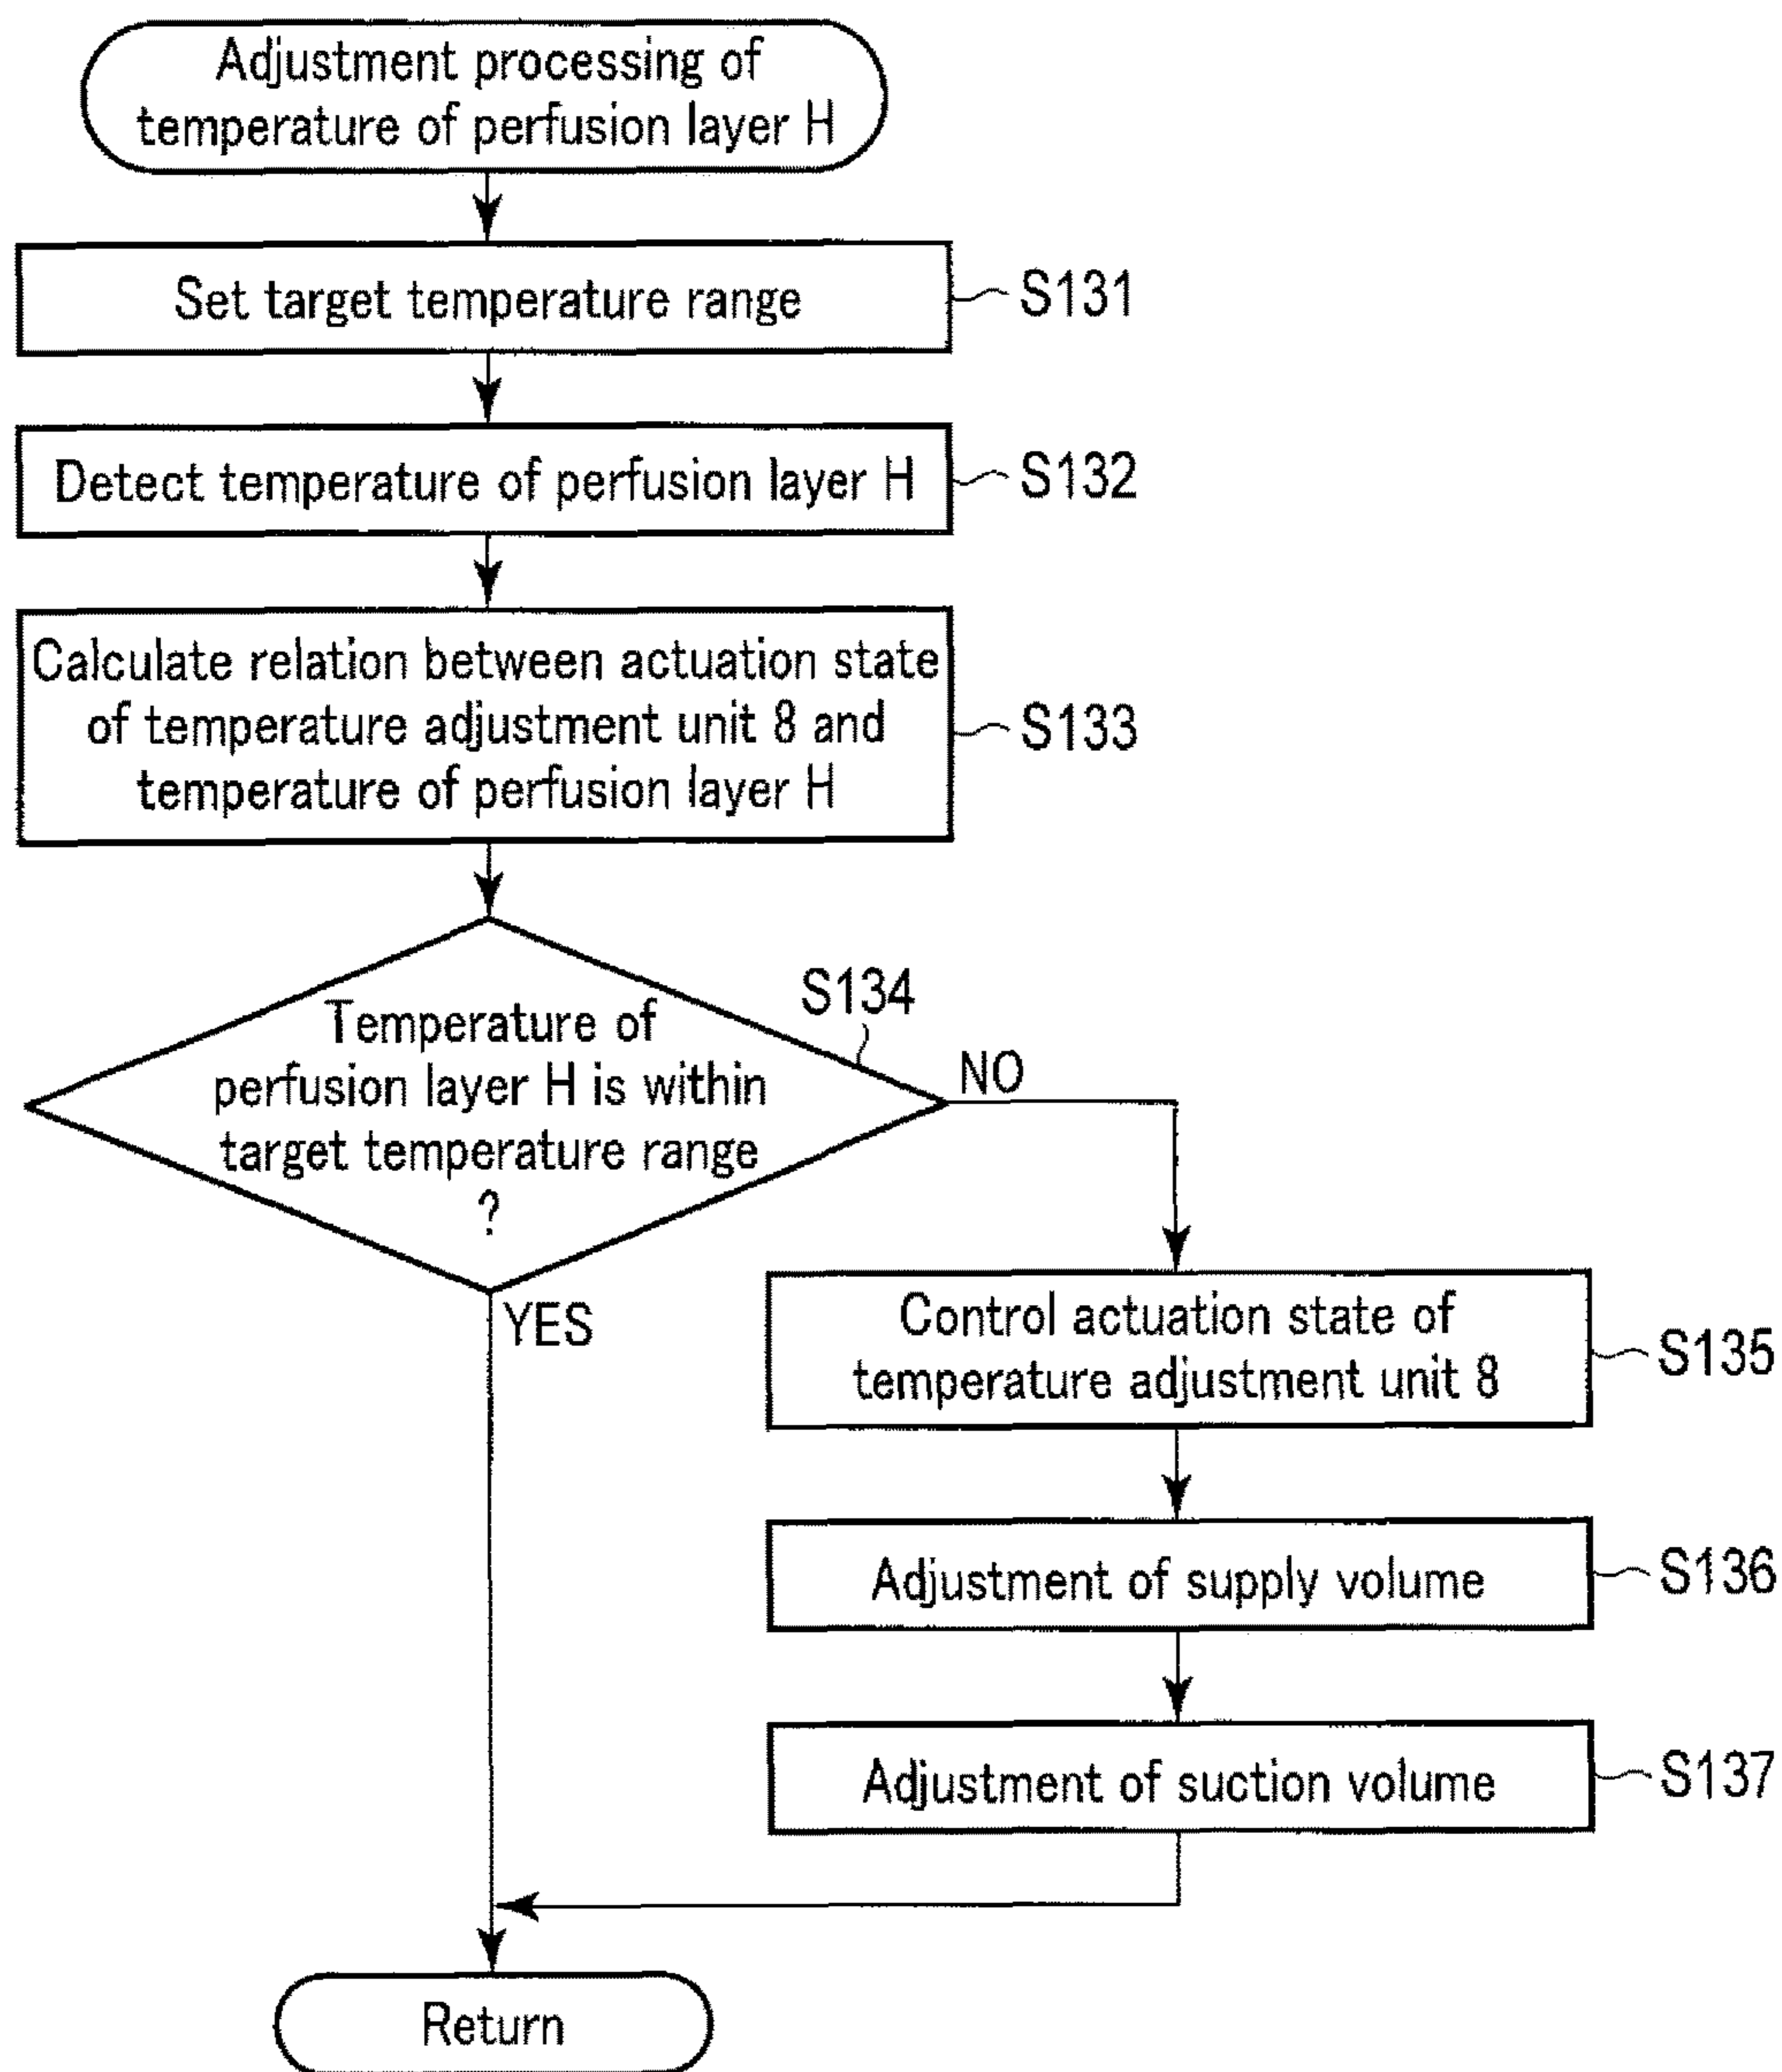 Adjustment processing of
temperature of perfusion layer H
Set target temperature range
S131
Detect temperature of perfusion layer H
S132
Calculate relation between actuation state
of temperature adjustment unit 8 and
temperature of perfusion layer H
S133
S134
Temperature of
perfusion layer H is within
target temperature range
?
NO
YES
Control actuation state of
temperature adjustment unit 8
S135
Adjustment of supply volume
S136
Adjustment of suction volume
S137
Return